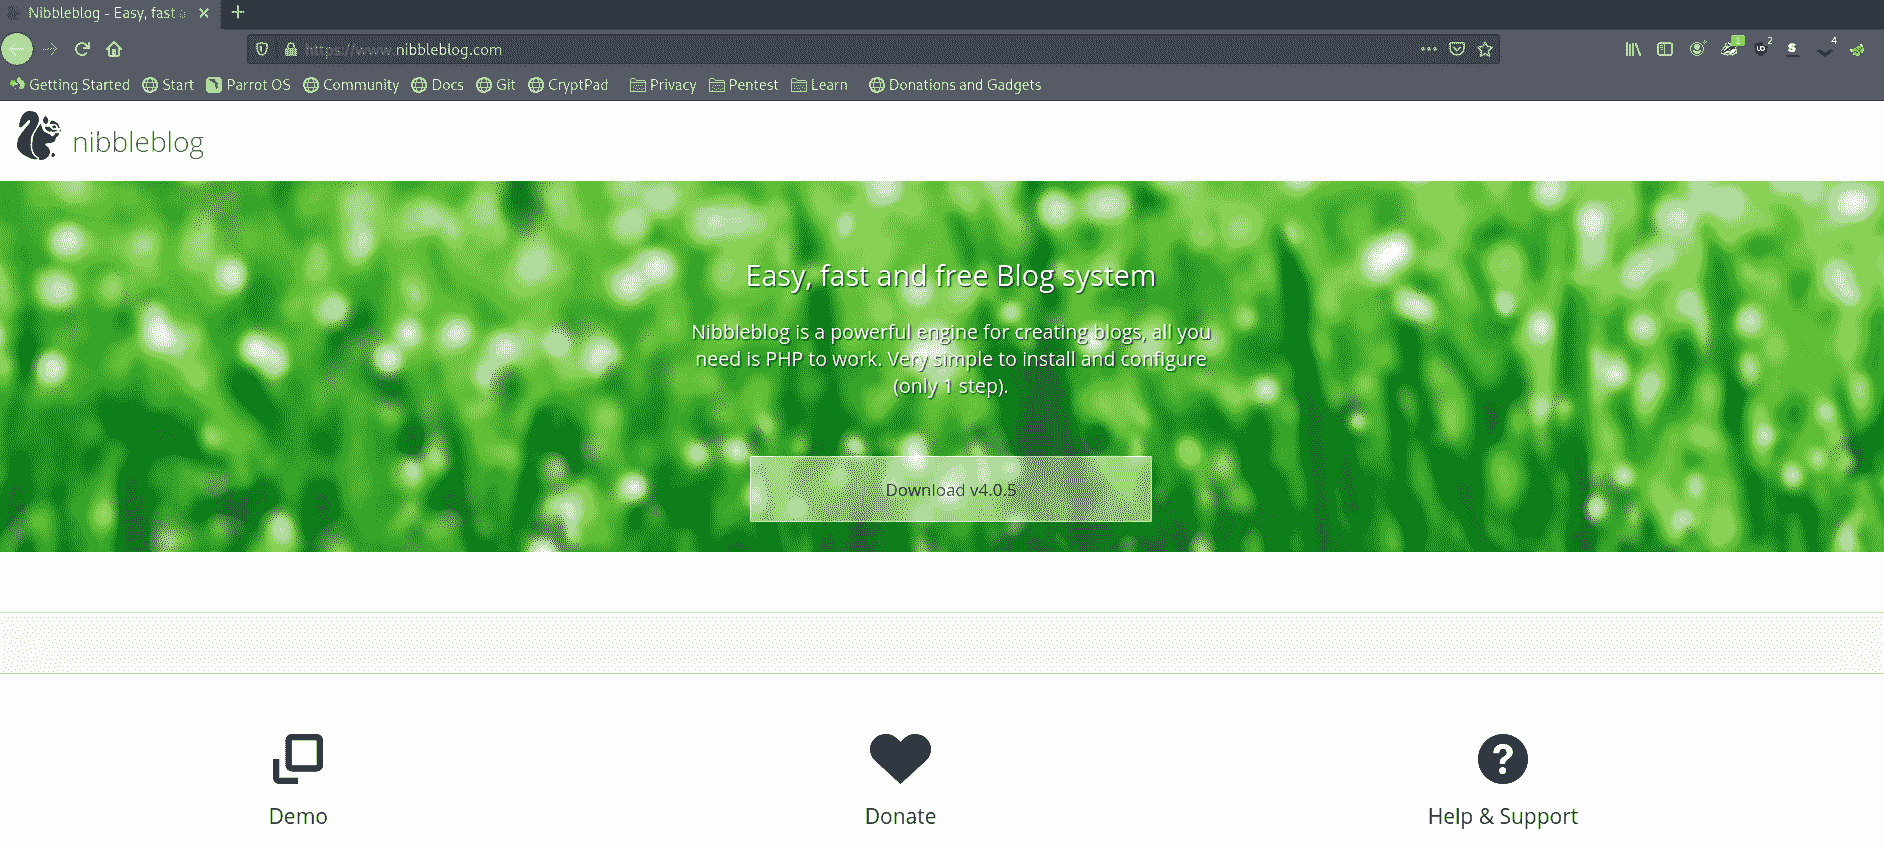 Nibbleblog - Easy, fast
https://www.nibbleblog.com
1 2 S 4
Getting Started Start Parrot OS Community Docs Git CryptPad Privacy Pentest Learn Donations and Gadgets
nibbleblog
Easy, fast and free Blog system
Nibbleblog is a powerful engine for creating blogs, all you
need is PHP to work. Very simple to install and configure
(only 1 step).
Download v4.0.5
Demo Donate Help & Support